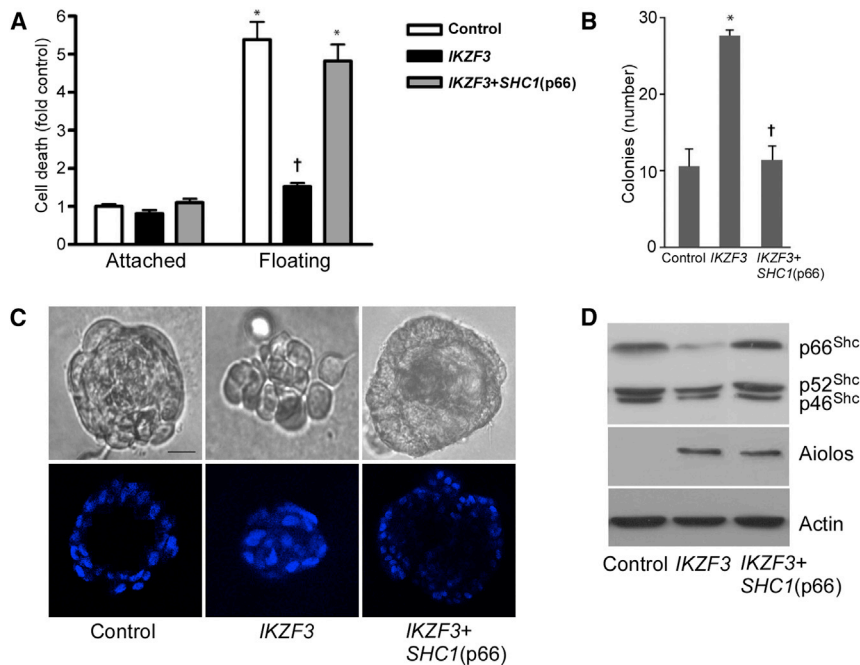 A
Cell death (fold control)
6
5
4
3
2
1
0
*
†
*
Attached
Floating
Control
IKZF3
IKZF3+SHC1(p66)
B
Colonies (number)
30
20
10
0
*
†
Control
IKZF3
IKZF3+
SHC1(p66)
C
Control
IKZF3
IKZF3+
SHC1(p66)
D
p66Shc
p52Shc
p46Shc
Aiolos
Actin
Control
IKZF3
IKZF3+
SHC1(p66)